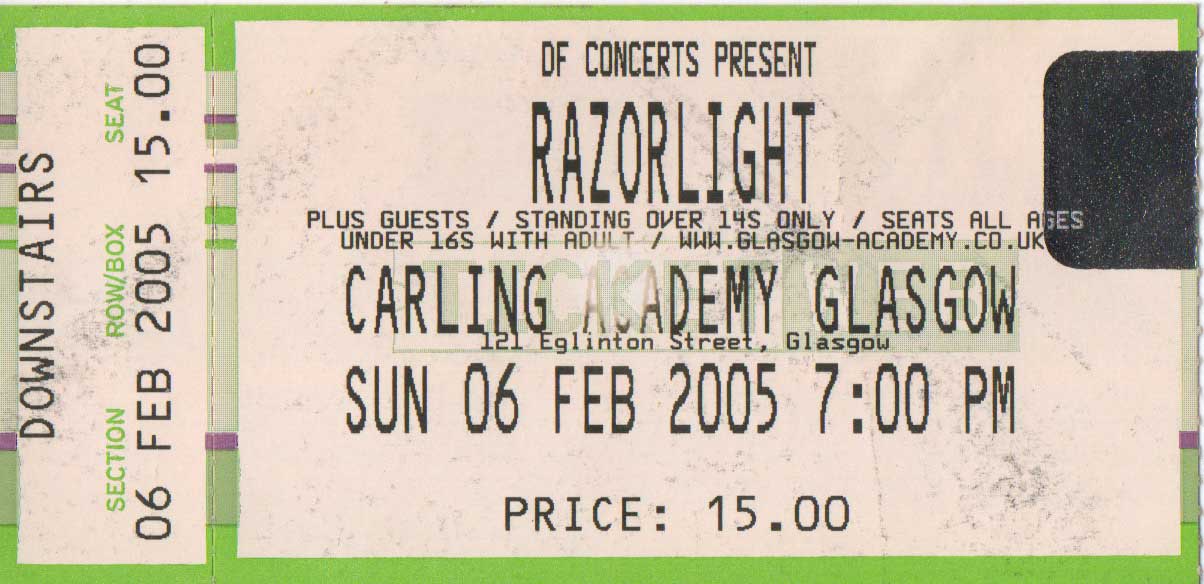 DOWNSTAIRS
SECTION ROW/BOX SEAT
06 FEB 2005 15.00
DF CONCERTS PRESENT
RAZORLIGHT
PLUS GUESTS / STANDING OVER 14S ONLY / SEATS ALL AGES
UNDER 16S WITH ADULT / WWW.GLASGOW-ACADEMY.CO.UK
TICKETWEB
CARLING ACADEMY GLASGOW
121 Eglinton Street, Glasgow
SUN 06 FEB 2005 7:00 PM
PRICE: 15.00